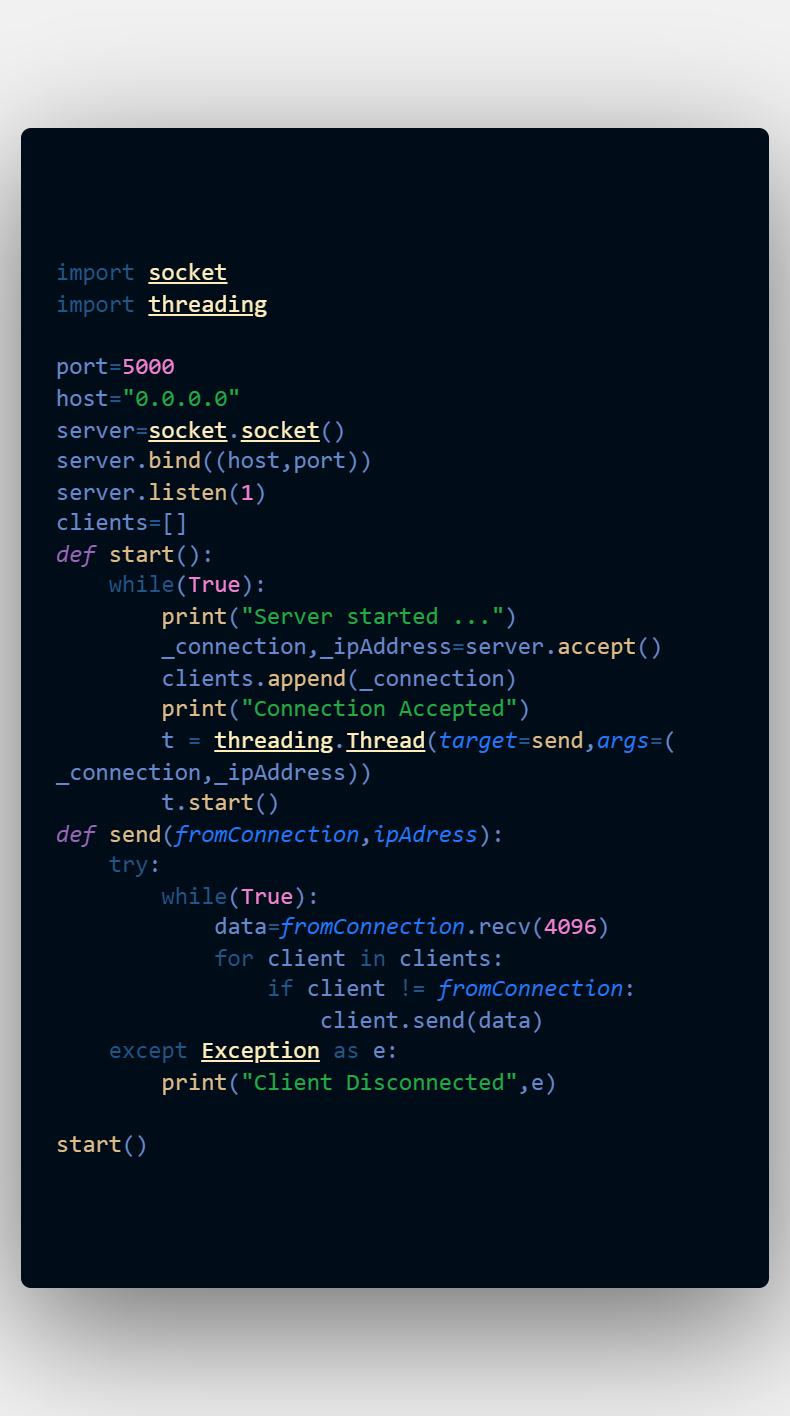 import socket
import threading

port=5000
host="0.0.0.0"
server=socket.socket()
server.bind((host,port))
server.listen(1)
clients=[]
def start():
    while(True):
        print("Server started ...")
        _connection,_ipAddress=server.accept()
        clients.append(_connection)
        print("Connection Accepted")
        t = threading.Thread(target=send,args=(
_connection,_ipAddress))
        t.start()
def send(fromConnection,ipAdress):
    try:
        while(True):
            data=fromConnection.recv(4096)
            for client in clients:
                if client != fromConnection:
                    client.send(data)
    except Exception as e:
        print("Client Disconnected",e)

start()